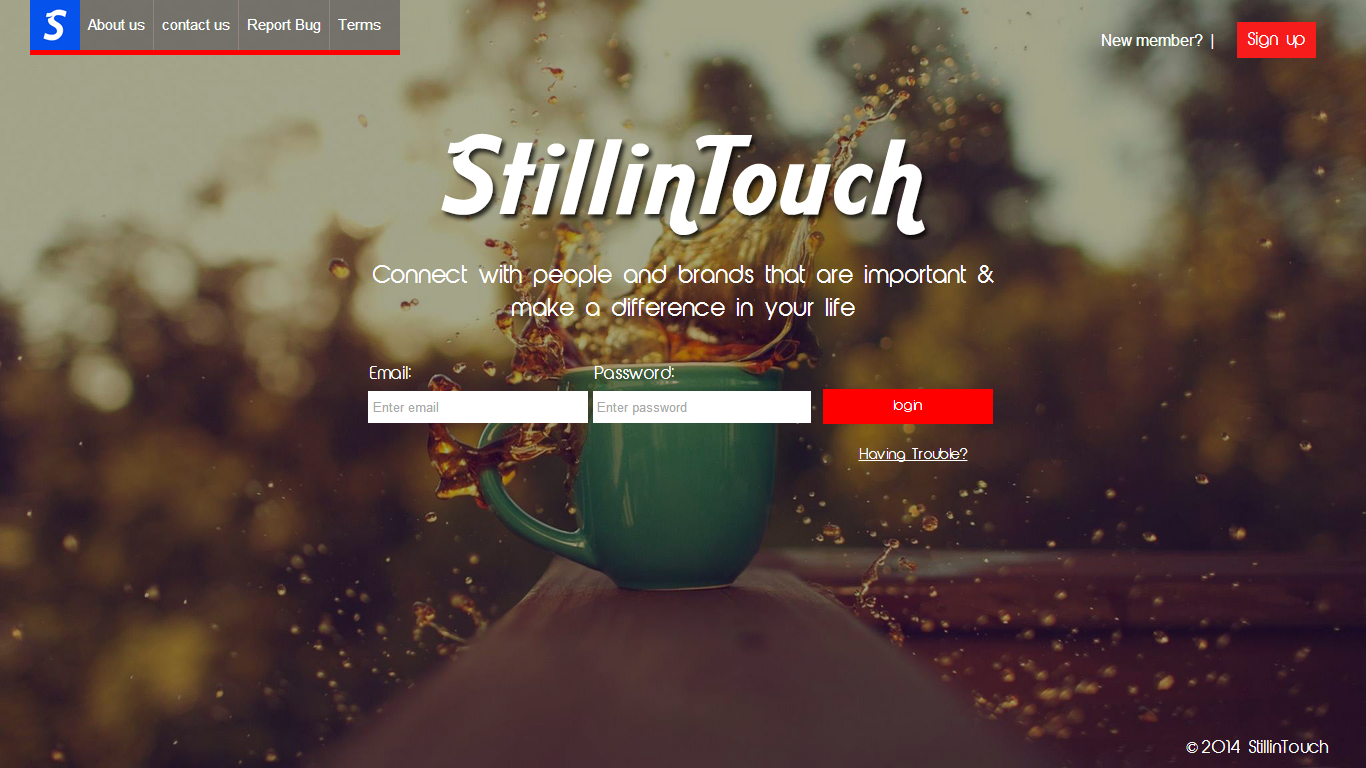 S About us contact us Report Bug Terms
New member? | Sign up
StillinTouch
Connect with people and brands that are important &
make a difference in your life
Email: Password:
Enter email Enter password login
Having Trouble?
© 2014 StillinTouch